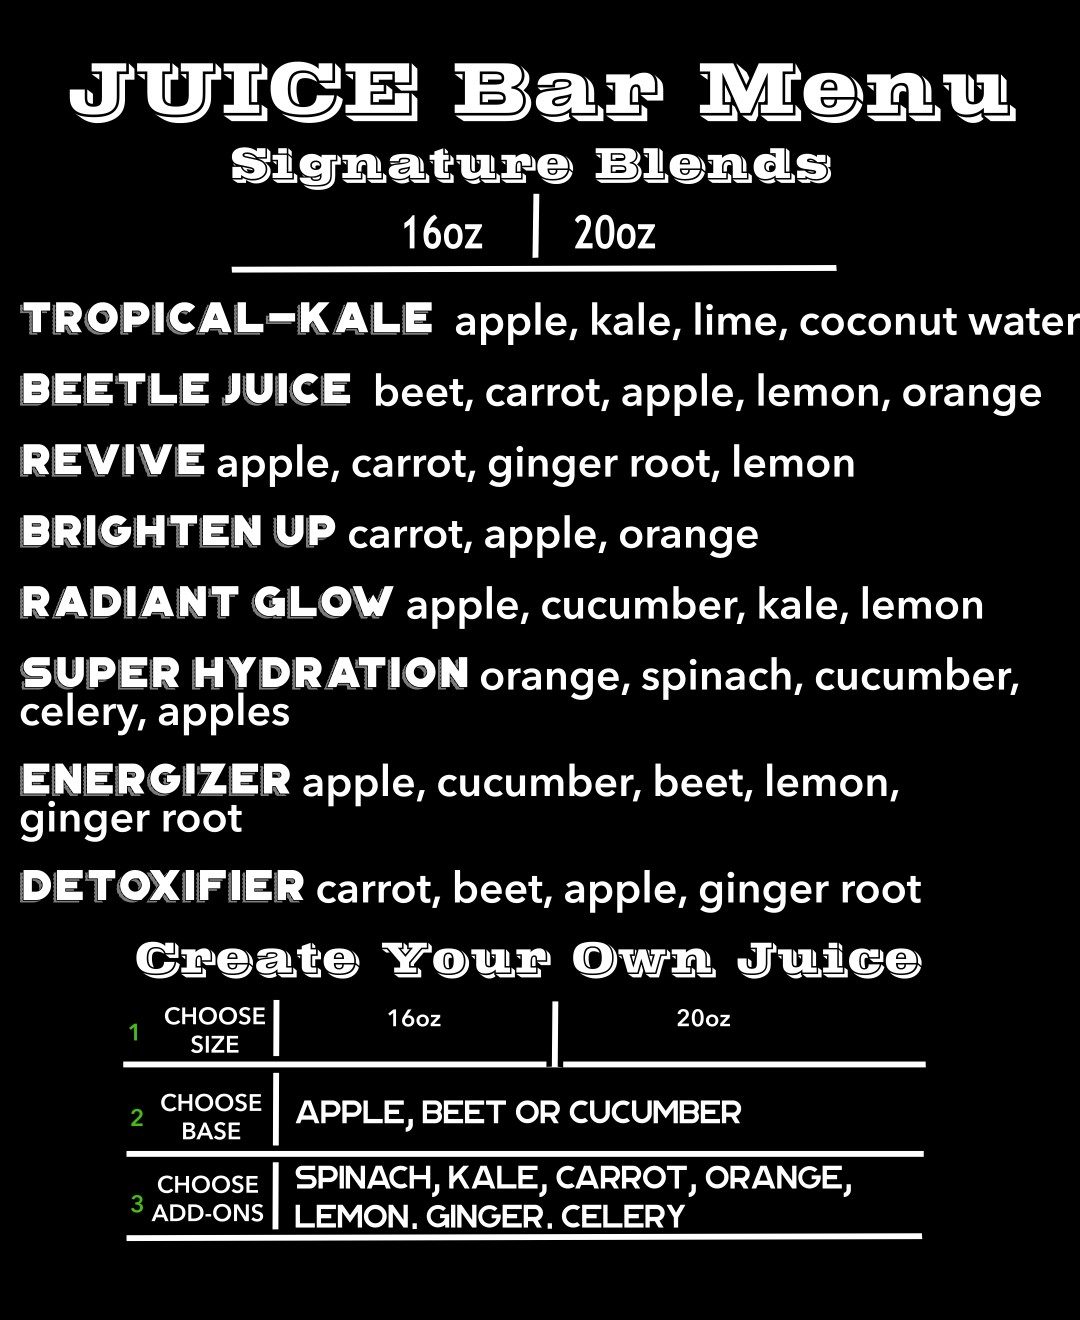 JUICE Bar Menu
Signature Blends
16oz 20oz
TROPICAL-KALE apple, kale, lime, coconut water
BEETLE JUICE beet, carrot, apple, lemon, orange
REVIVE apple, carrot, ginger root, lemon
BRIGHTEN UP carrot, apple, orange
RADIANT GLOW apple, cucumber, kale, lemon
SUPER HYDRATION orange, spinach, cucumber,
celery, apples
ENERGIZER apple, cucumber, beet, lemon,
ginger root
DETOXIFIER carrot, beet, apple, ginger root
Create Your Own Juice
1 CHOOSE
SIZE
16oz 20oz
2 CHOOSE
BASE
APPLE, BEET OR CUCUMBER
3 CHOOSE
ADD-ONS
SPINACH, KALE, CARROT, ORANGE,
LEMON, GINGER, CELERY